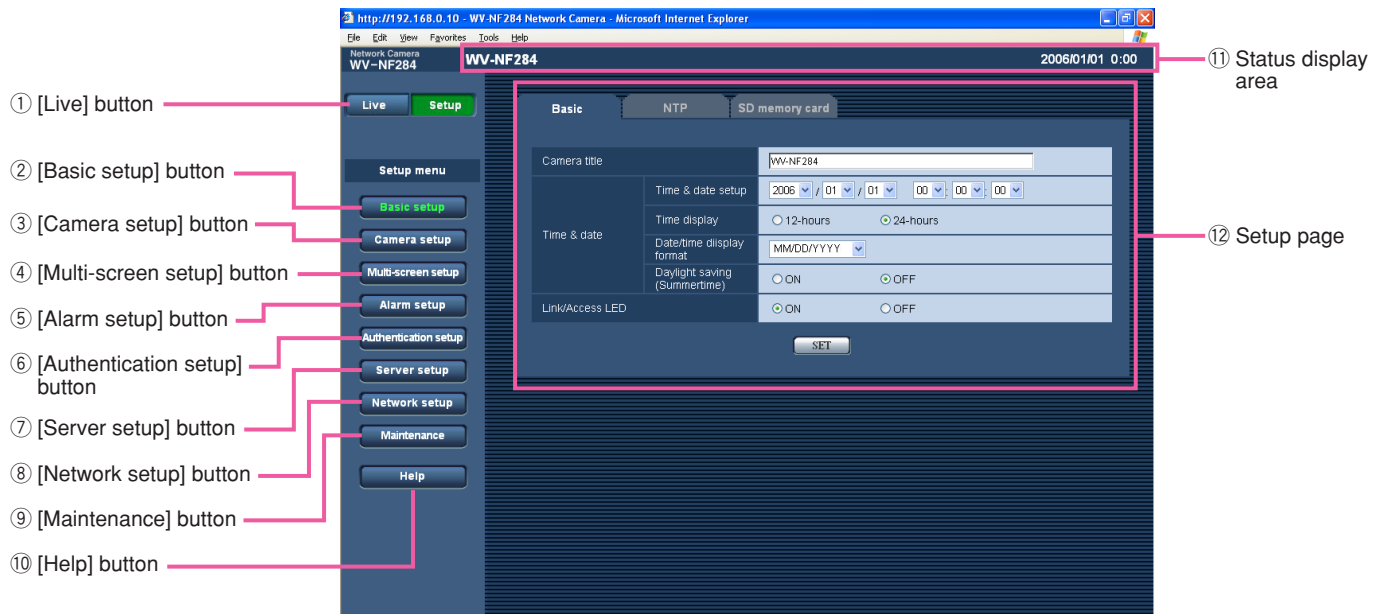 http://192.168.0.10 - WV-NF284 Network Camera - Microsoft Internet Explorer
File Edit View Favorites Tools Help
Network Camera
WV-NF284
WV-NF284
2006/01/01 0:00
⑪ Status display
area
① [Live] button
Live
Setup
Basic
NTP
SD memory card
② [Basic setup] button
③ [Camera setup] button
④ [Multi-screen setup] button
⑤ [Alarm setup] button
⑥ [Authentication setup]
button
⑦ [Server setup] button
⑧ [Network setup] button
⑨ [Maintenance] button
⑩ [Help] button
Setup menu
Basic setup
Camera setup
Multi-screen setup
Alarm setup
Authentication setup
Server setup
Network setup
Maintenance
Help
Camera title
WV-NF284
Time & date
Time & date setup
2006 / 01 / 01 00 : 00 : 00
Time display
12-hours
24-hours
Date/time diisplay
format
MM/DD/YYYY
Daylight saving
(Summertime)
ON
OFF
Link/Access LED
ON
OFF
SET
⑫ Setup page